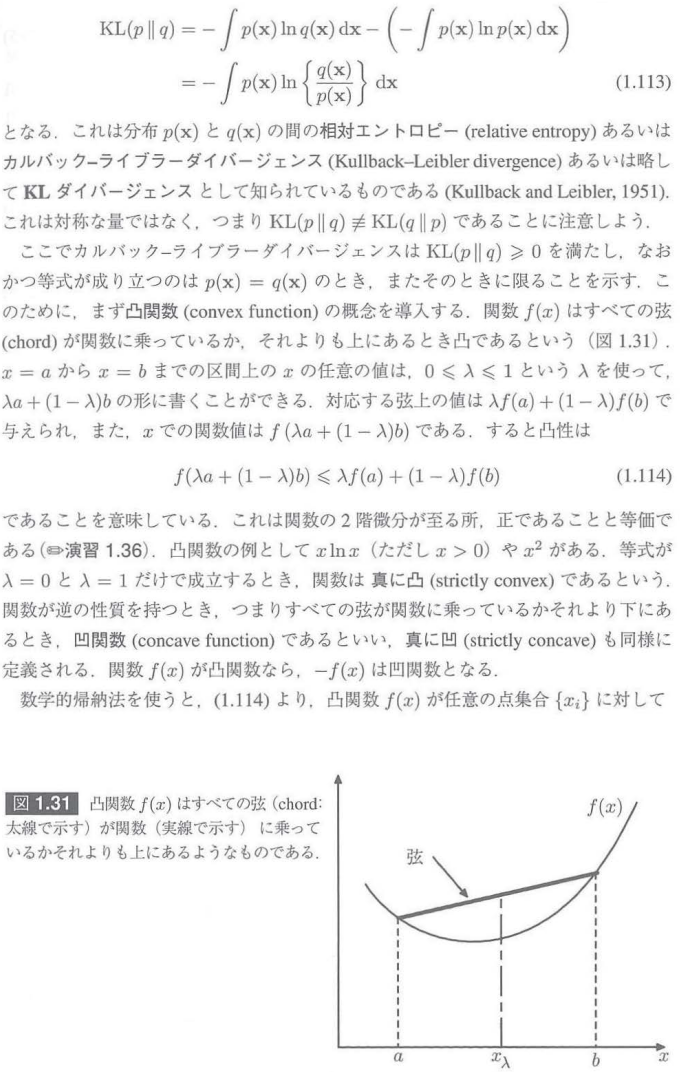 KL(p ∥ q) = − ∫ p(x) ln q(x) dx − (− ∫ p(x) ln p(x) dx)
= − ∫ p(x) ln { q(x) / p(x) } dx (1.113)
となる．これは分布 p(x) と q(x) の間の相対エントロピー (relative entropy) あるいは
カルバック–ライブラーダイバージェンス (Kullback–Leibler divergence) あるいは略し
て KL ダイバージェンス として知られているものである (Kullback and Leibler, 1951).
これは対称な量ではなく，つまり KL(p∥q) ≢ KL(q∥p) であることに注意しよう．
ここでカルバック–ライブラーダイバージェンスは KL(p∥q) ⩾ 0 を満たし，なお
かつ等式が成り立つのは p(x) = q(x) のとき，またそのときに限ることを示す．こ
のために，まず凸関数 (convex function) の概念を導入する．関数 f(x) はすべての弦
(chord) が関数に乗っているか，それよりも上にあるとき凸であるという（図 1.31）．
x = a から x = b までの区間上の x の任意の値は，0 ⩽ λ ⩽ 1 という λ を使って，
λa + (1 − λ)b の形に書くことができる．対応する弦上の値は λf(a) + (1 − λ)f(b) で
与えられ，また，x での関数値は f (λa + (1 − λ)b) である．すると凸性は
f(λa + (1 − λ)b) ⩽ λf(a) + (1 − λ)f(b) (1.114)
であることを意味している．これは関数の 2 階微分が至る所，正であることと等価で
ある (✏演習 1.36)．凸関数の例として x ln x（ただし x > 0）や x² がある．等式が
λ = 0 と λ = 1 だけで成立するとき，関数は 真に凸 (strictly convex) であるという．
関数が逆の性質を持つとき，つまりすべての弦が関数に乗っているかそれより下にあ
るとき，凹関数 (concave function) であるといい，真に凹 (strictly concave) も同様に
定義される．関数 f(x) が凸関数なら，−f(x) は凹関数となる．
数学的帰納法を使うと，(1.114) より，凸関数 f(x) が任意の点集合 {xᵢ} に対して
図 1.31 凸関数 f(x) はすべての弦（chord:
太線で示す）が関数（実線で示す）に乗って
いるかそれよりも上にあるようなものである．
f(x)
弦
a
x_λ
b
x